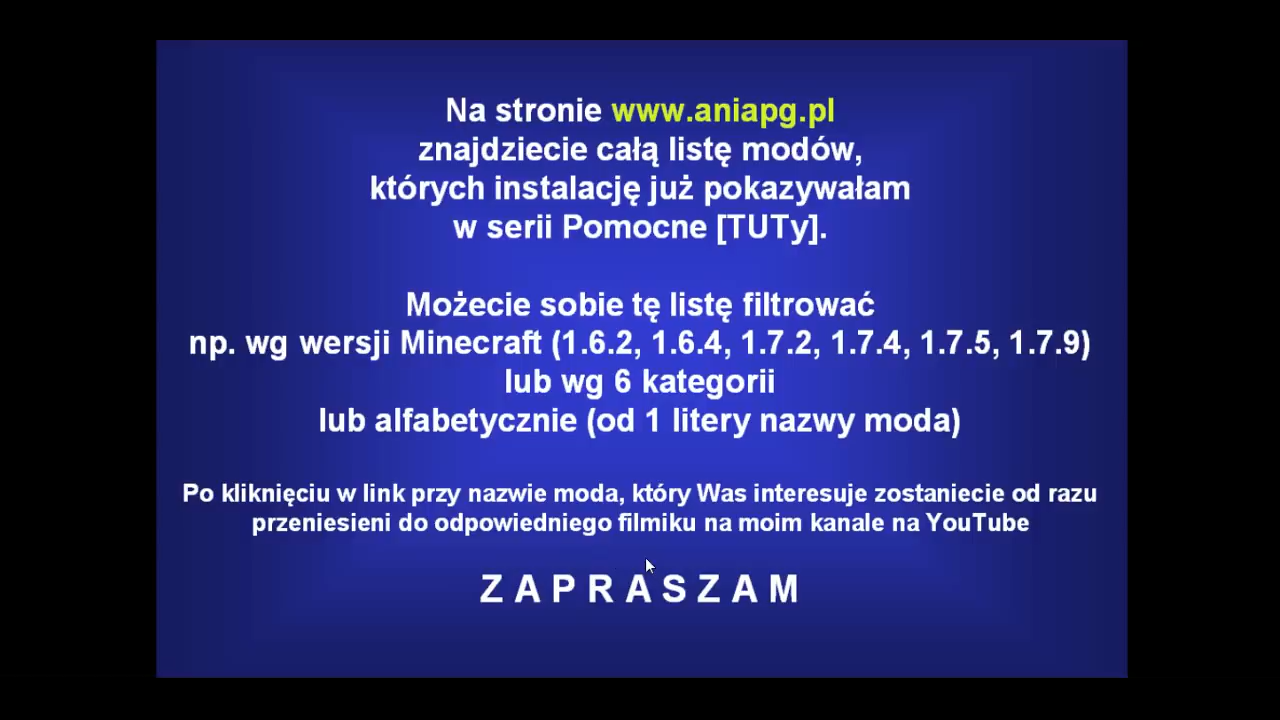 Na stronie www.aniapg.pl
znajdziecie całą listę modów,
których instalację już pokazywałam
w serii Pomocne [TUTy].
Możecie sobie tę listę filtrować
np. wg wersji Minecraft (1.6.2, 1.6.4, 1.7.2, 1.7.4, 1.7.5, 1.7.9)
lub wg 6 kategorii
lub alfabetycznie (od 1 litery nazwy moda)
Po kliknięciu w link przy nazwie moda, który Was interesuje zostaniecie od razu
przeniesieni do odpowiedniego filmiku na moim kanale na YouTube
Z A P R A S Z A M